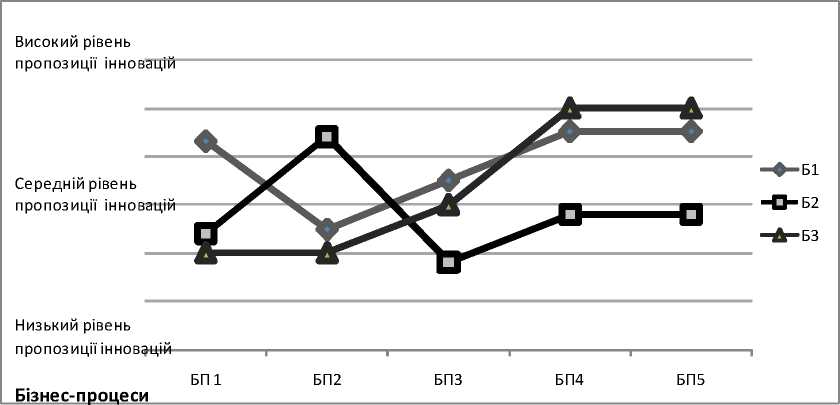 Високий рівень
пропозиції інновацій
Середній рівень
пропозиції інновацій
Низький рівень
пропозиції інновацій
Б1
Б2
Б3
БП 1 БП2 БП3 БП4 БП5
Бізнес-процеси